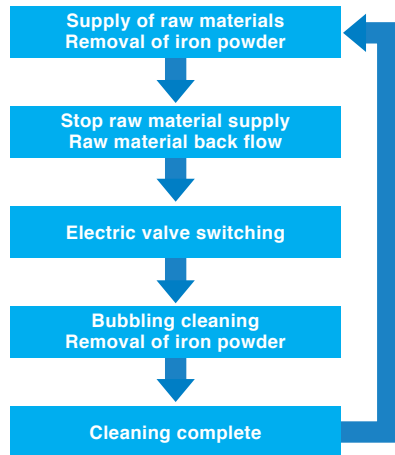 Supply of raw materials
Removal of iron powder
Stop raw material supply
Raw material back flow
Electric valve switching
Bubbling cleaning
Removal of iron powder
Cleaning complete